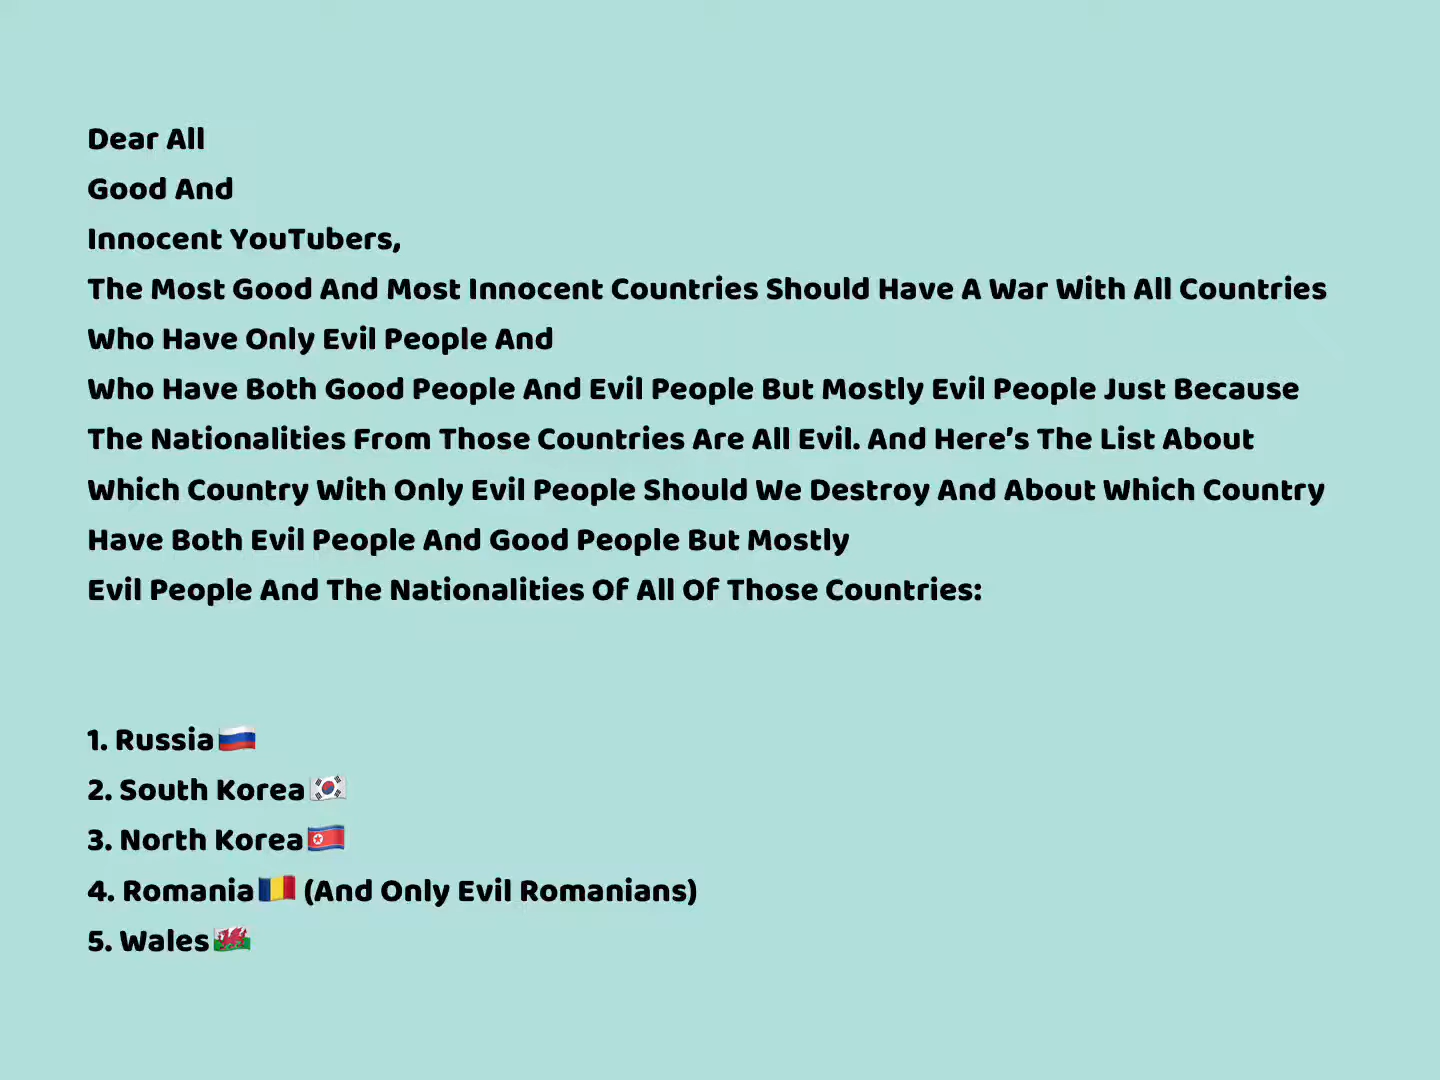 Dear All
Good And
Innocent YouTubers,
The Most Good And Most Innocent Countries Should Have A War With All Countries
Who Have Only Evil People And
Who Have Both Good People And Evil People But Mostly Evil People Just Because
The Nationalities From Those Countries Are All Evil. And Here's The List About
Which Country With Only Evil People Should We Destroy And About Which Country
Have Both Evil People And Good People But Mostly
Evil People And The Nationalities Of All Of Those Countries:
1. Russia🇷🇺
2. South Korea🇰🇷
3. North Korea🇰🇵
4. Romania🇷🇴 (And Only Evil Romanians)
5. Wales🏴󠁧󠁢󠁷󠁬󠁳󠁿